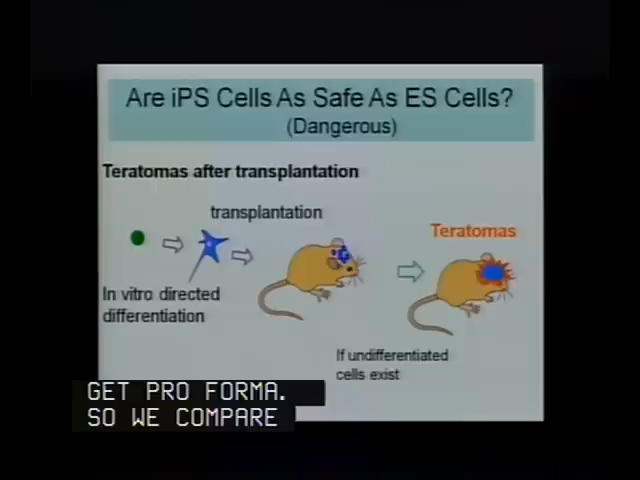 Are iPS Cells As Safe As ES Cells?
(Dangerous)
Teratomas after transplantation
transplantation
Teratomas
In vitro directed
differentiation
If undifferentiated
cells exist
GET PRO FORMA.
SO WE COMPARE